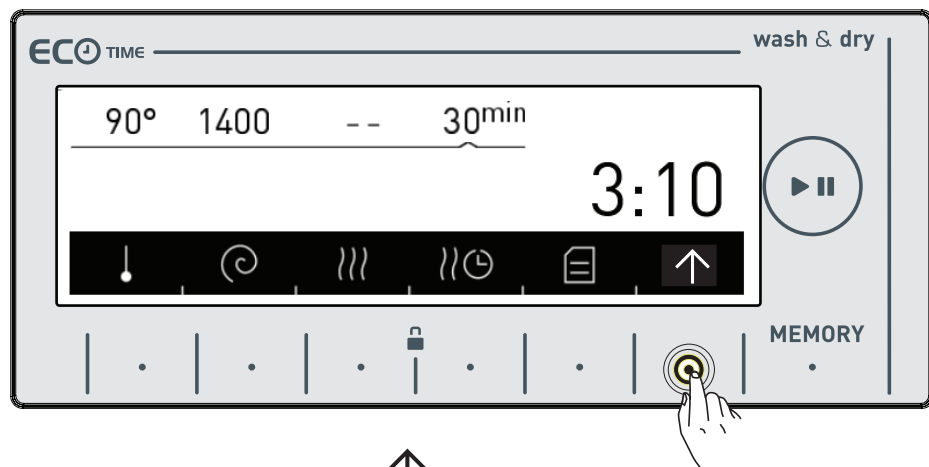 wash & dry
ECO TIME
90° 1400 -- 30min
3:10
MEMORY